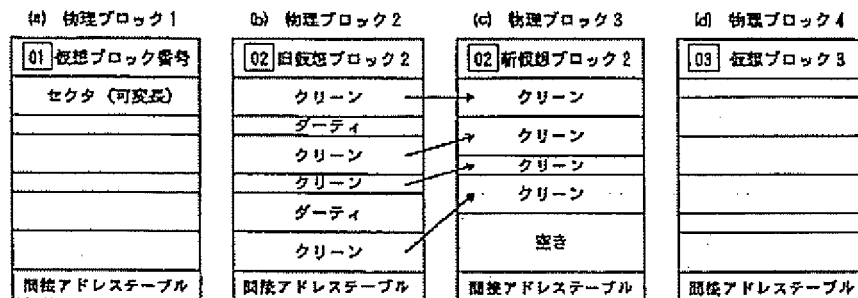 (a) 物理ブロック1
01 仮想ブロック番号
セクタ (可変長)
間接アドレステーブル
(b) 物理ブロック2
02 旧仮想ブロック2
クリーン
ダーティ
クリーン
クリーン
ダーティ
クリーン
間接アドレステーブル
(c) 物理ブロック3
02 新仮想ブロック2
クリーン
クリーン
クリーン
クリーン
空き
間接アドレステーブル
(d) 物理ブロック4
03 仮想ブロック3
間接アドレステーブル